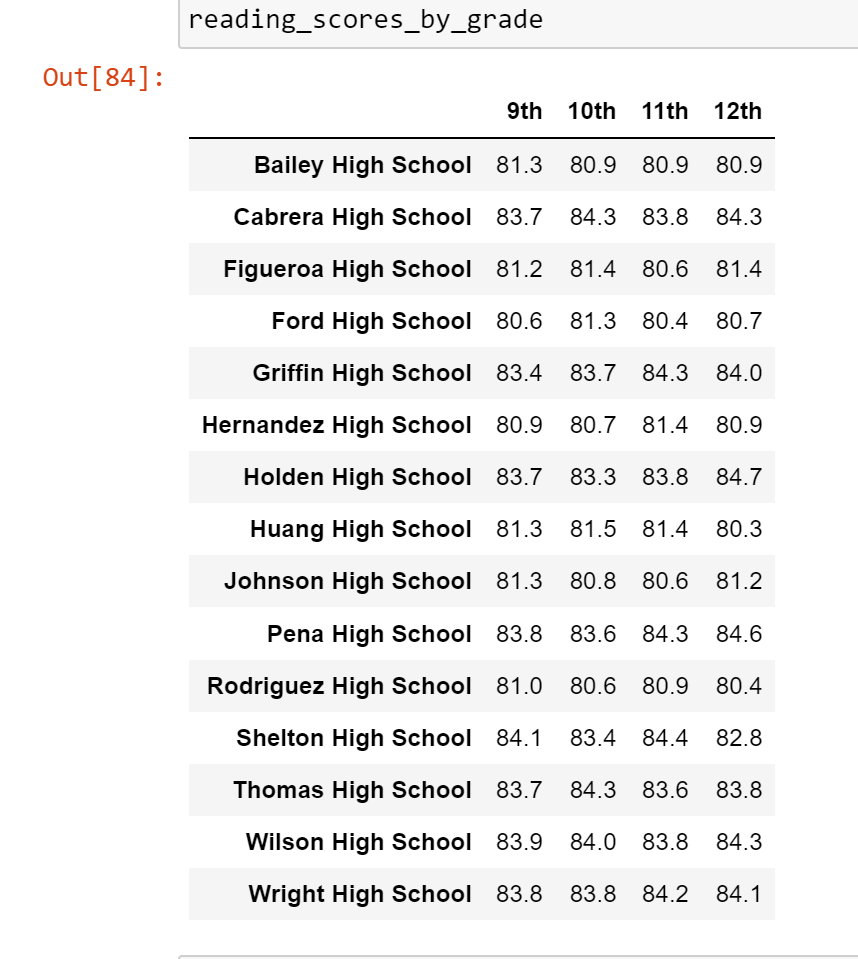 reading_scores_by_grade
Out[84]:
9th 10th 11th 12th
Bailey High School 81.3 80.9 80.9 80.9
Cabrera High School 83.7 84.3 83.8 84.3
Figueroa High School 81.2 81.4 80.6 81.4
Ford High School 80.6 81.3 80.4 80.7
Griffin High School 83.4 83.7 84.3 84.0
Hernandez High School 80.9 80.7 81.4 80.9
Holden High School 83.7 83.3 83.8 84.7
Huang High School 81.3 81.5 81.4 80.3
Johnson High School 81.3 80.8 80.6 81.2
Pena High School 83.8 83.6 84.3 84.6
Rodriguez High School 81.0 80.6 80.9 80.4
Shelton High School 84.1 83.4 84.4 82.8
Thomas High School 83.7 84.3 83.6 83.8
Wilson High School 83.9 84.0 83.8 84.3
Wright High School 83.8 83.8 84.2 84.1